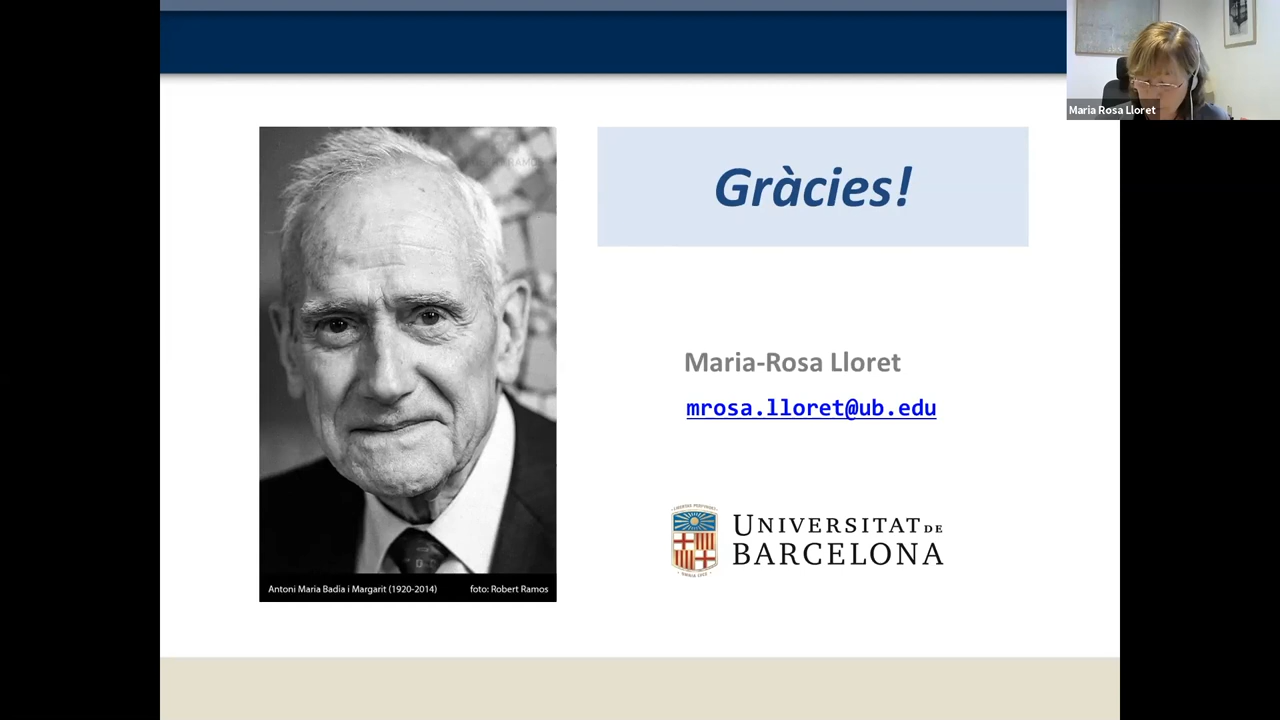 Maria Rosa Lloret
Gràcies!
Maria-Rosa Lloret
mrosa.lloret@ub.edu
UNIVERSITAT DE
BARCELONA
Antoni Maria Badia i Margarit (1920-2014) foto: Robert Ramos